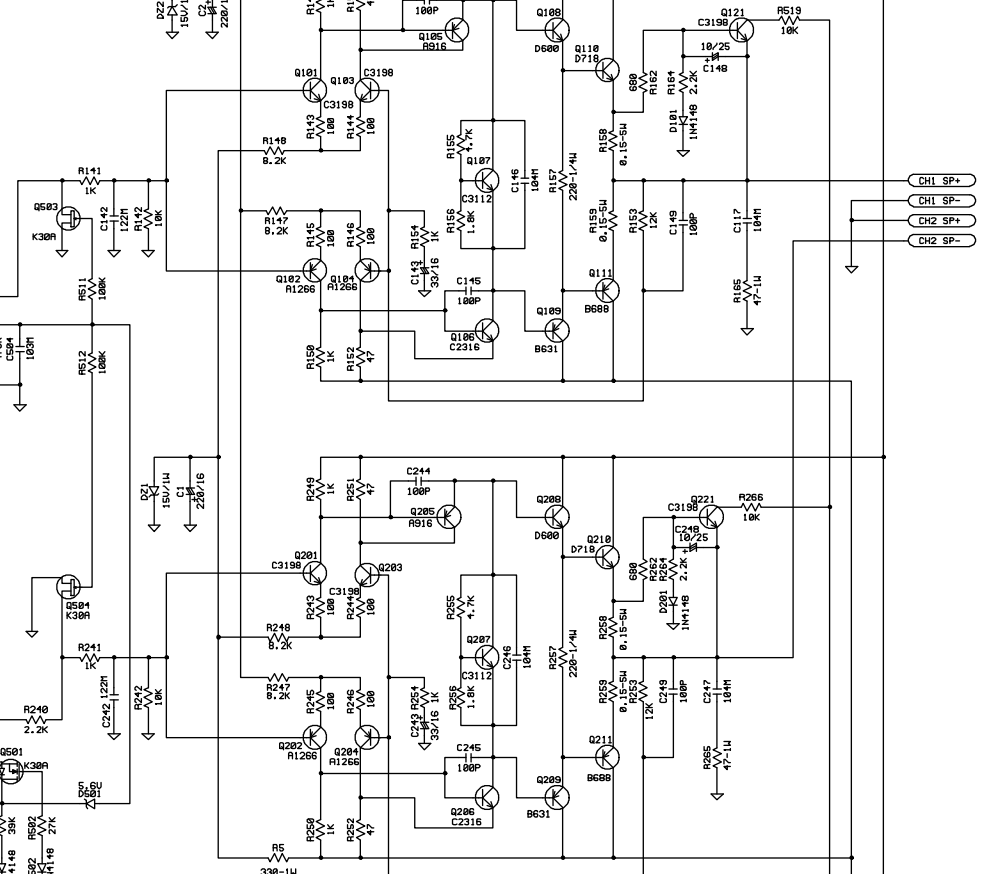 DZ2
15V/1
C2
220/1
100P
Q105
A916
Q108
D600
Q110
D718
Q121
C3198
R519
10K
10/25
C148
680
R162
R164
2.2K
D101
1N4148
Q101
C3198
Q103
C3198
R143
100
R144
100
R148
8.2K
R155
4.7K
Q107
C3112
R156
1.8K
C146
104M
R157
220-1/4W
R158
0.15-5W
R159
0.15-5W
R153
12K
C149
100P
C117
104M
R165
47-1W
CH1 SP+
CH1 SP-
CH2 SP+
CH2 SP-
R141
1K
Q503
K30A
C142
122M
R142
10K
R147
8.2K
R145
100
R146
100
R154
1K
C143
33/16
Q102
A1266
Q104
A1266
C145
100P
Q106
C2316
Q109
B631
Q111
B688
R511
100K
R512
100K
C504
103M
R150
1K
R152
47
DZ1
15V/1W
C1
220/16
R249
1K
R251
47
C244
100P
Q205
A916
Q208
D600
Q210
D718
Q221
C3198
R266
10K
C248
10/25
680
R262
R264
2.2K
D201
1N4148
Q201
C3198
Q203
C3198
R243
100
R244
100
R248
8.2K
R255
4.7K
Q207
C3112
R256
1.8K
C246
104M
R257
220-1/4W
R258
0.15-5W
R259
0.15-5W
R253
12K
C249
100P
C247
104M
R265
47-1W
Q504
K30A
R241
1K
C242
122M
R242
10K
R240
2.2K
R247
8.2K
R245
100
R246
100
R254
1K
C243
33/16
Q202
A1266
Q204
A1266
C245
100P
Q206
C2316
Q209
B631
Q211
B688
Q501
K30A
5.6V
D501
39K
R502
27K
R250
1K
R252
47
R5
330-1W
4148
502
4148